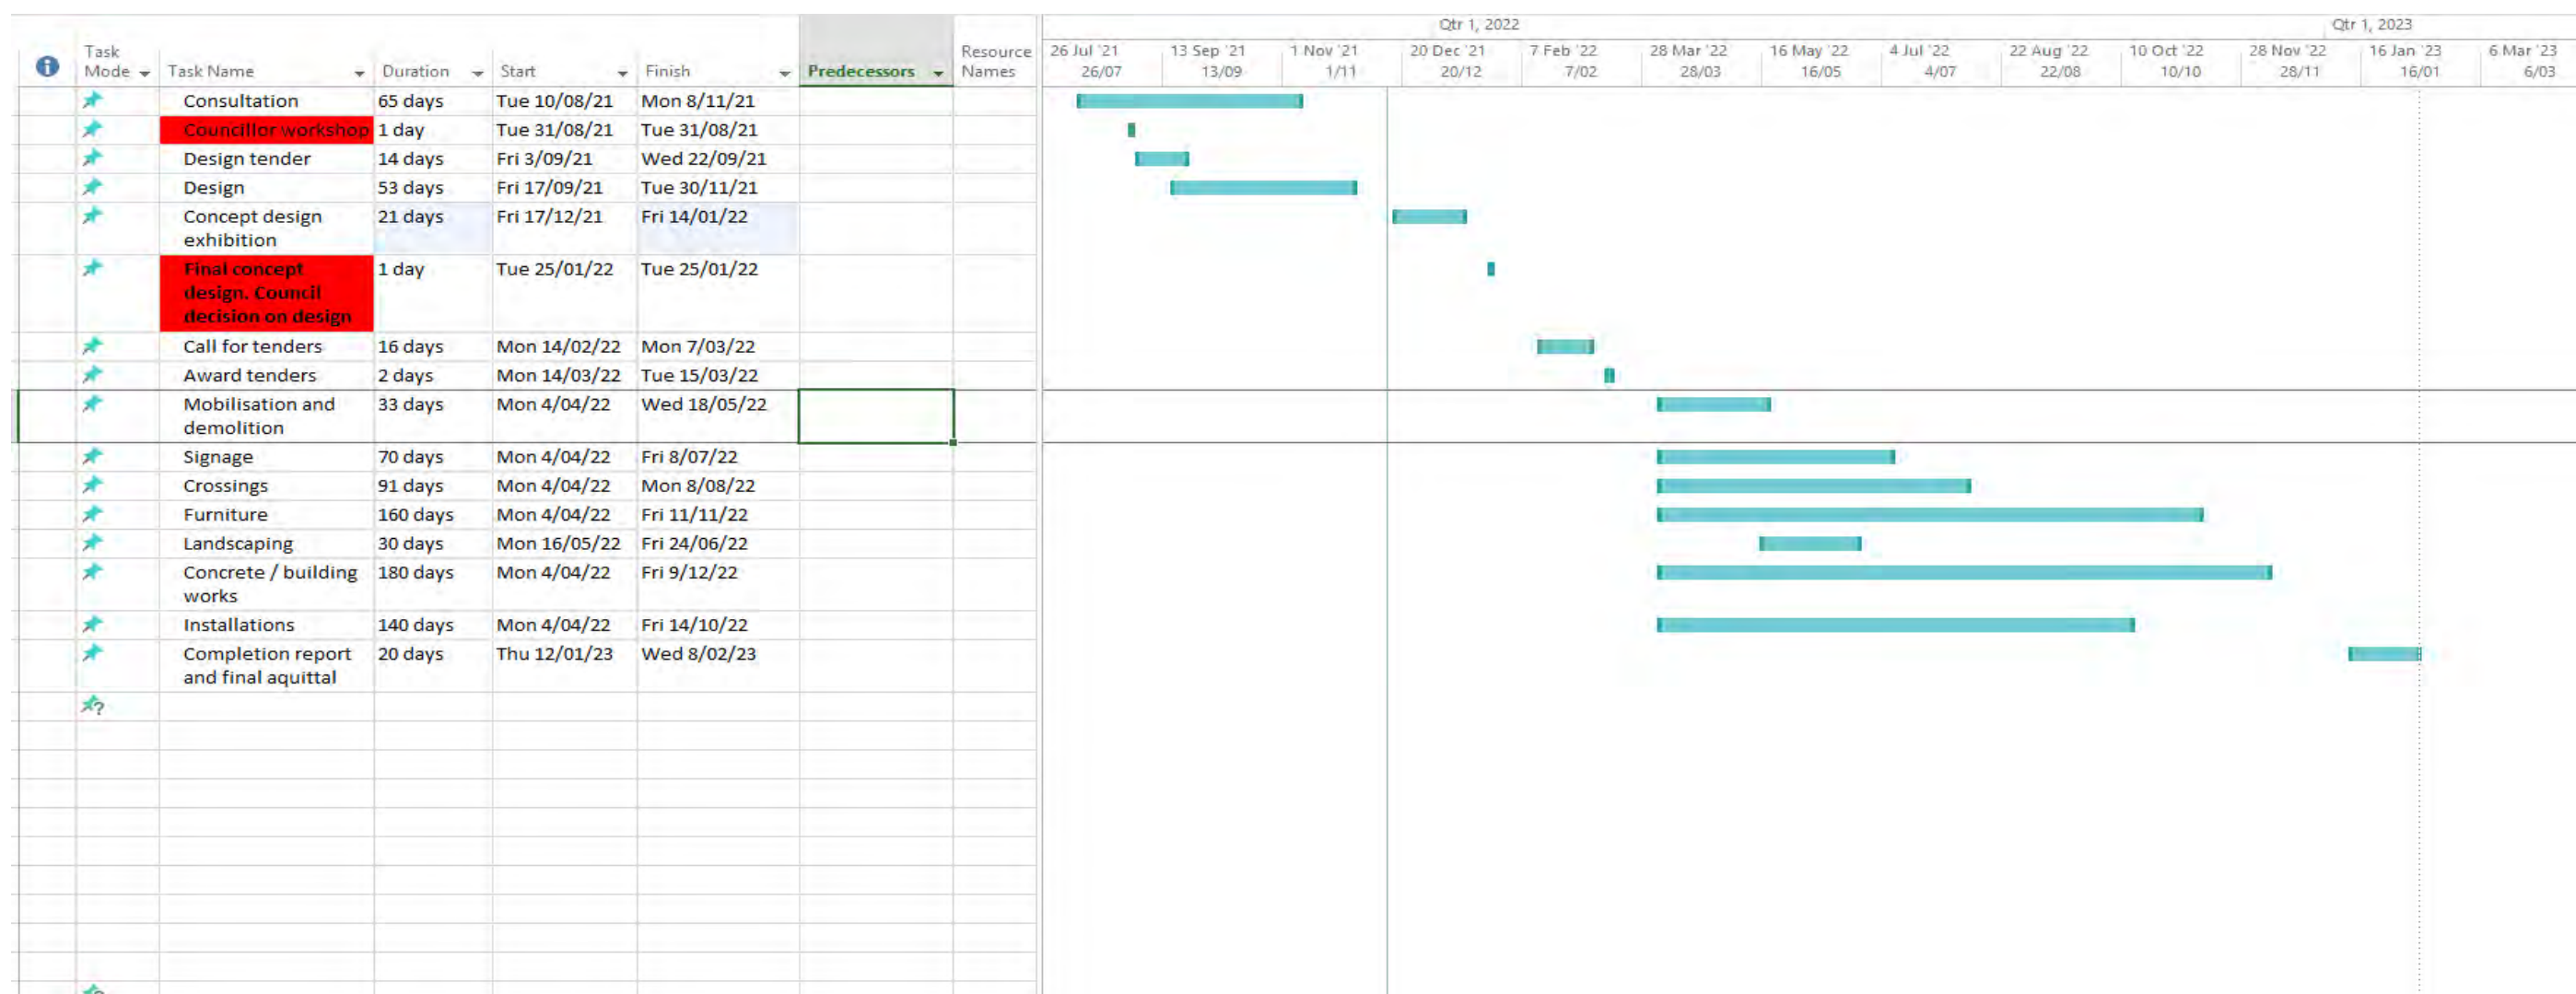 Qtr 1, 2022 Qtr 1, 2023
Task Resource 26 Jul '21 13 Sep '21 1 Nov '21 20 Dec '21 7 Feb '22 28 Mar '22 16 May '22 4 Jul '22 22 Aug '22 10 Oct '22 28 Nov '22 16 Jan '23 6 Mar '23
Mode Task Name Duration Start Finish Predecessors Names 26/07 13/09 1/11 20/12 7/02 28/03 16/05 4/07 22/08 10/10 28/11 16/01 6/03
Consultation 65 days Tue 10/08/21 Mon 8/11/21
Councillor workshop 1 day Tue 31/08/21 Tue 31/08/21
Design tender 14 days Fri 3/09/21 Wed 22/09/21
Design 53 days Fri 17/09/21 Tue 30/11/21
Concept design 21 days Fri 17/12/21 Fri 14/01/22
exhibition
Final concept 1 day Tue 25/01/22 Tue 25/01/22
design. Council
decision on design
Call for tenders 16 days Mon 14/02/22 Mon 7/03/22
Award tenders 2 days Mon 14/03/22 Tue 15/03/22
Mobilisation and 33 days Mon 4/04/22 Wed 18/05/22
demolition
Signage 70 days Mon 4/04/22 Fri 8/07/22
Crossings 91 days Mon 4/04/22 Mon 8/08/22
Furniture 160 days Mon 4/04/22 Fri 11/11/22
Landscaping 30 days Mon 16/05/22 Fri 24/06/22
Concrete / building 180 days Mon 4/04/22 Fri 9/12/22
works
Installations 140 days Mon 4/04/22 Fri 14/10/22
Completion report 20 days Thu 12/01/23 Wed 8/02/23
and final aquittal